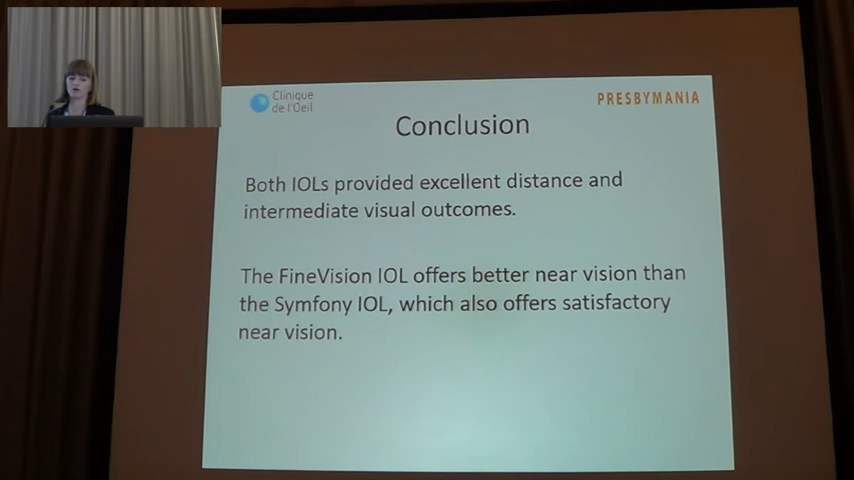 Clinique
de l'Oeil
PRESBYMANIA
Conclusion
Both IOLs provided excellent distance and
intermediate visual outcomes.
The FineVision IOL offers better near vision than
the Symfony IOL, which also offers satisfactory
near vision.